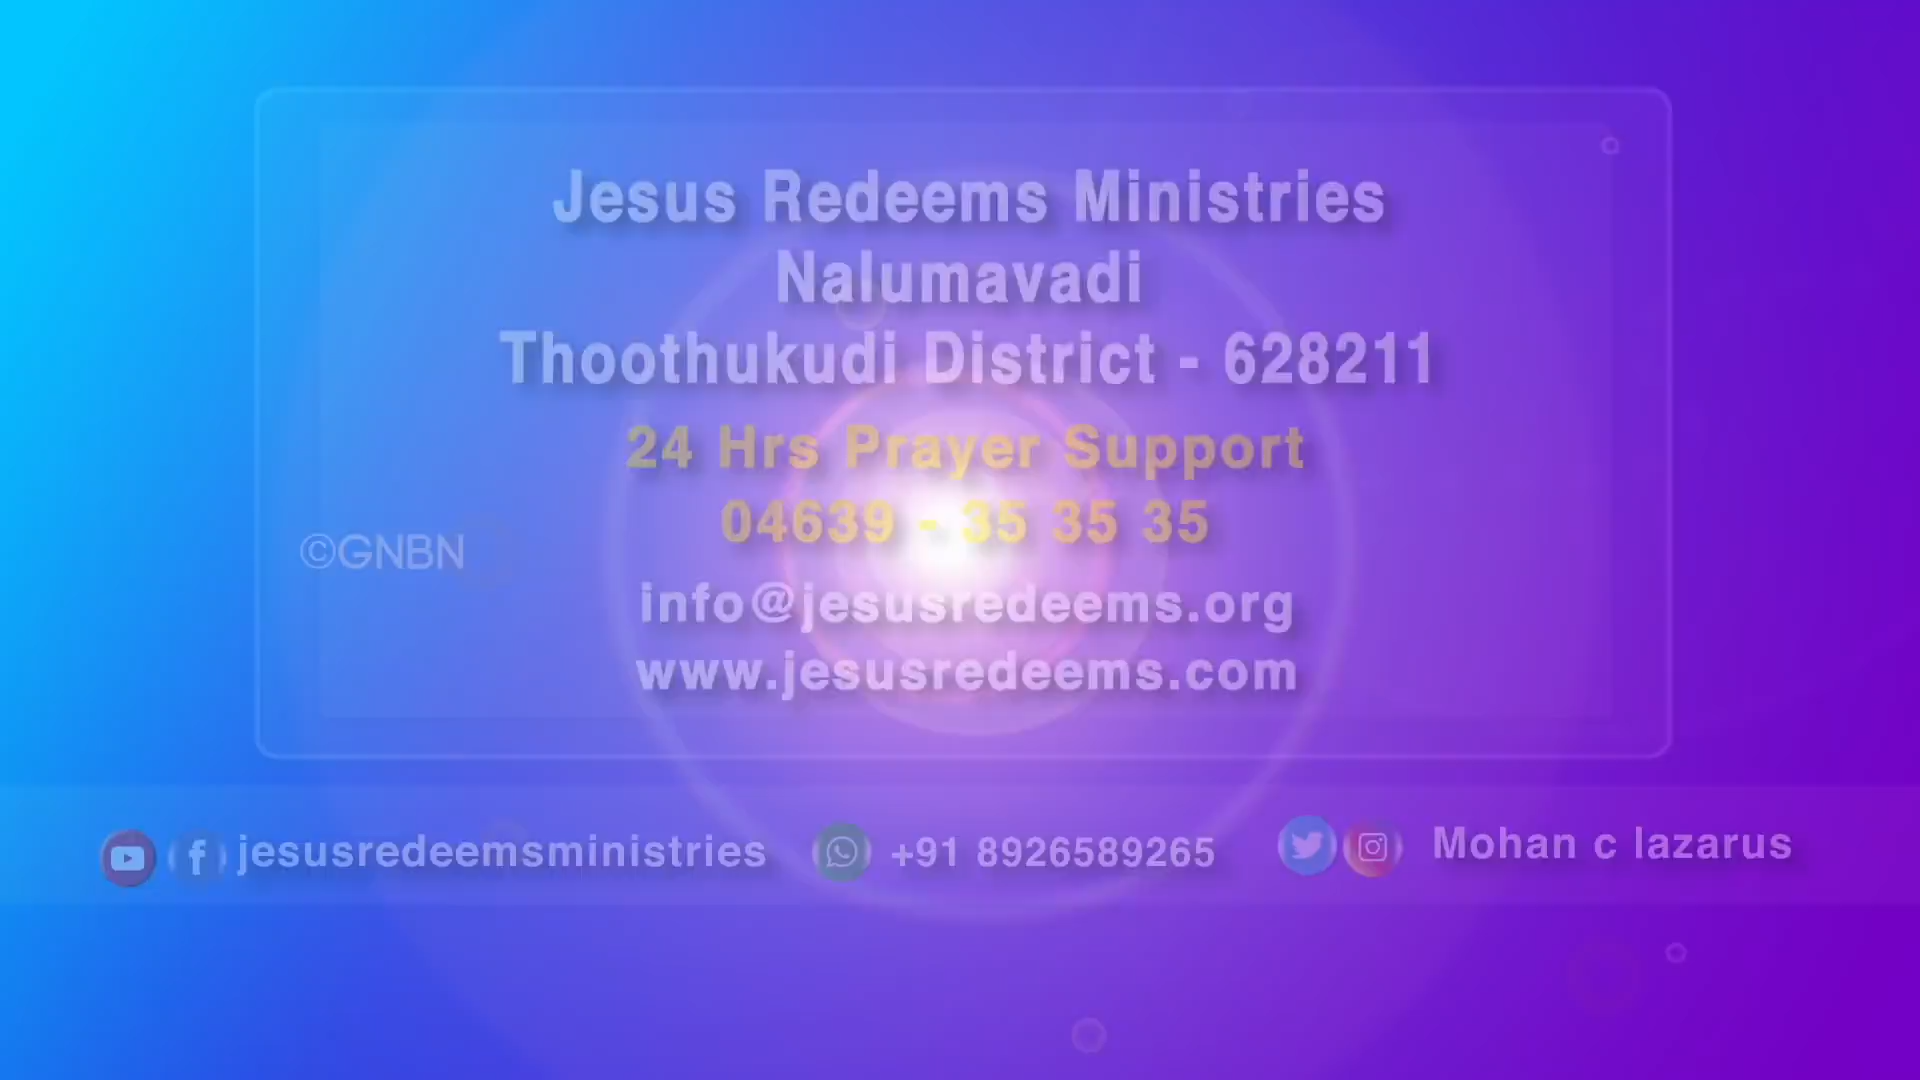 Jesus Redeems Ministries
Nalumavadi
Thoothukudi District - 628211
24 Hrs Prayer Support
04639 - 35 35 35
©GNBN
info@jesusredeems.org
www.jesusredeems.com
jesusredeemsministries +91 8926589265 Mohan c lazarus